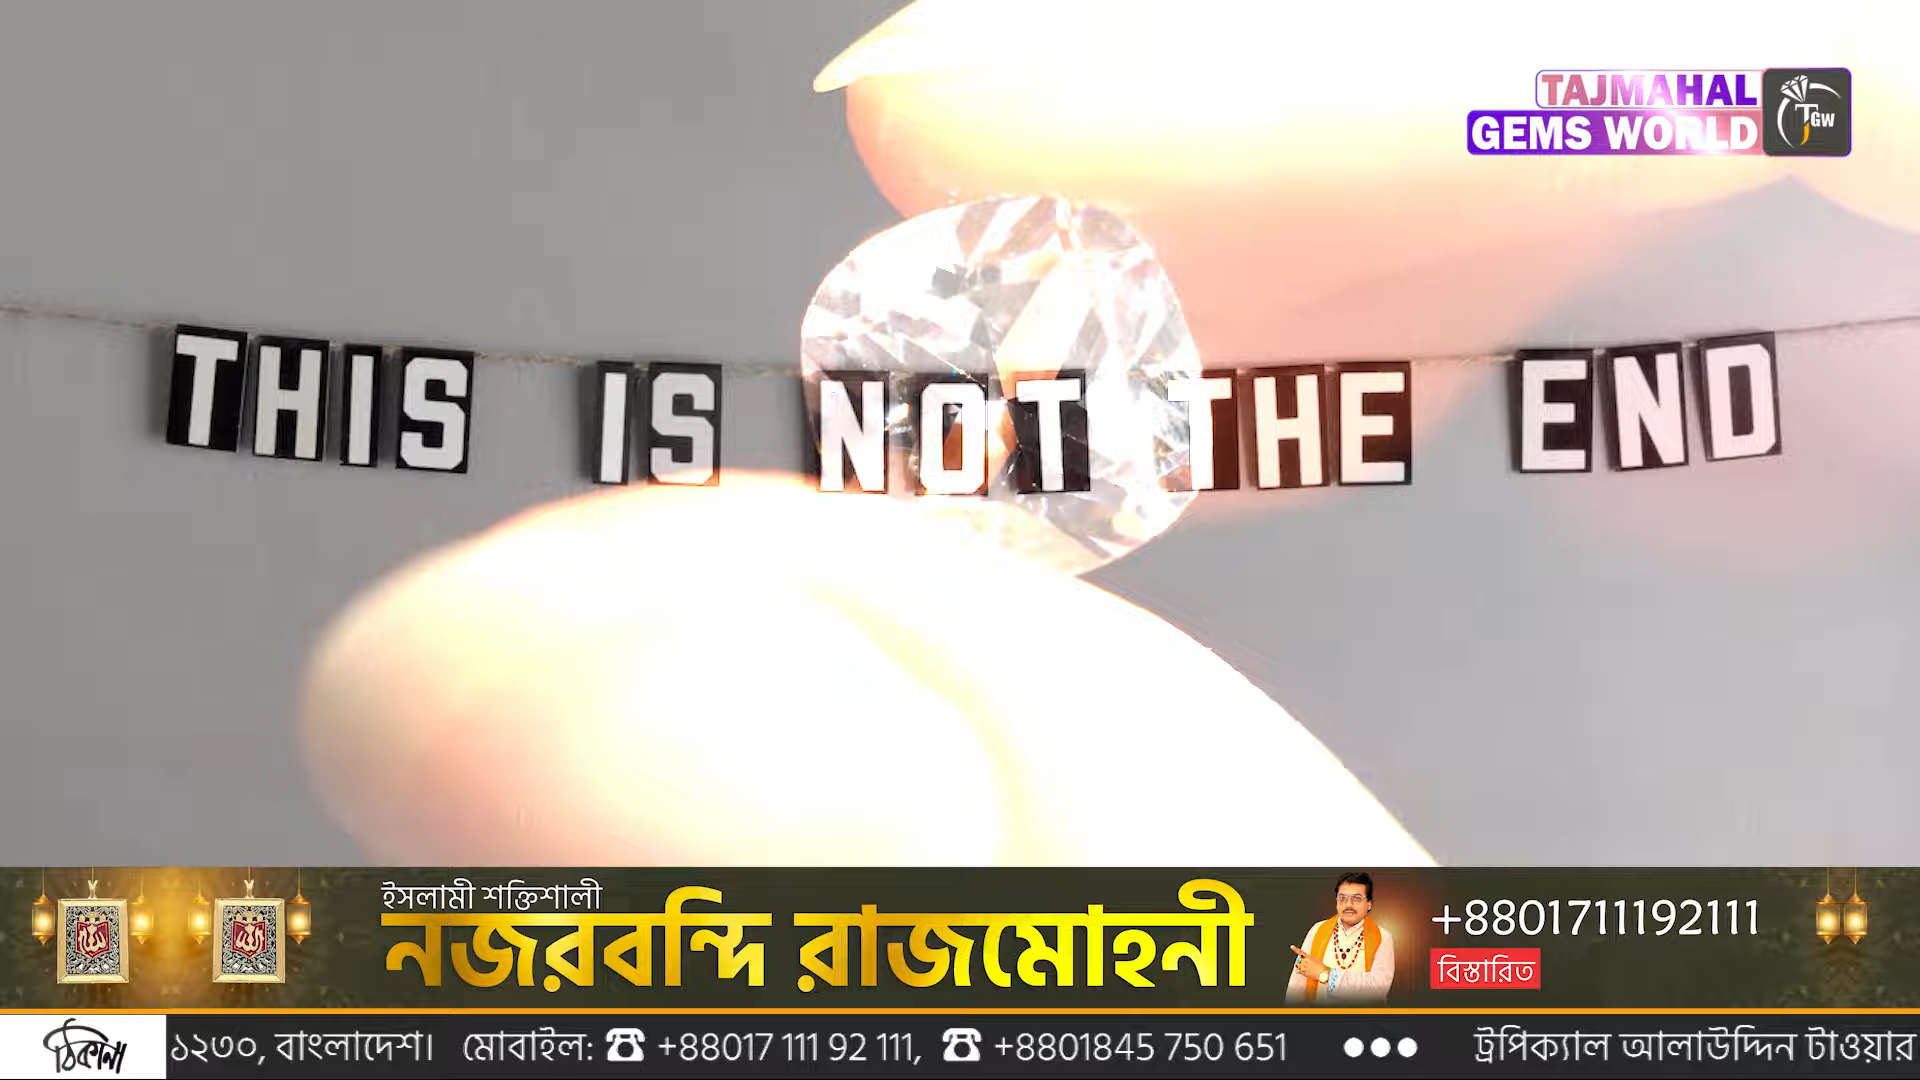 TAJMAHAL
GEMS WORLD
TGW
THIS IS NOT THE END
ইসলামী শক্তিশালী
নজরবন্দি রাজমোহনী
+8801711192111
বিস্তারিত
ঠিকানা
১২৩০, বাংলাদেশ। মোবাইল: ☎ +88017 111 92 111, ☎ +8801845 750 651 ●●● ট্রপিক্যাল আলাউদ্দিন টাওয়ার